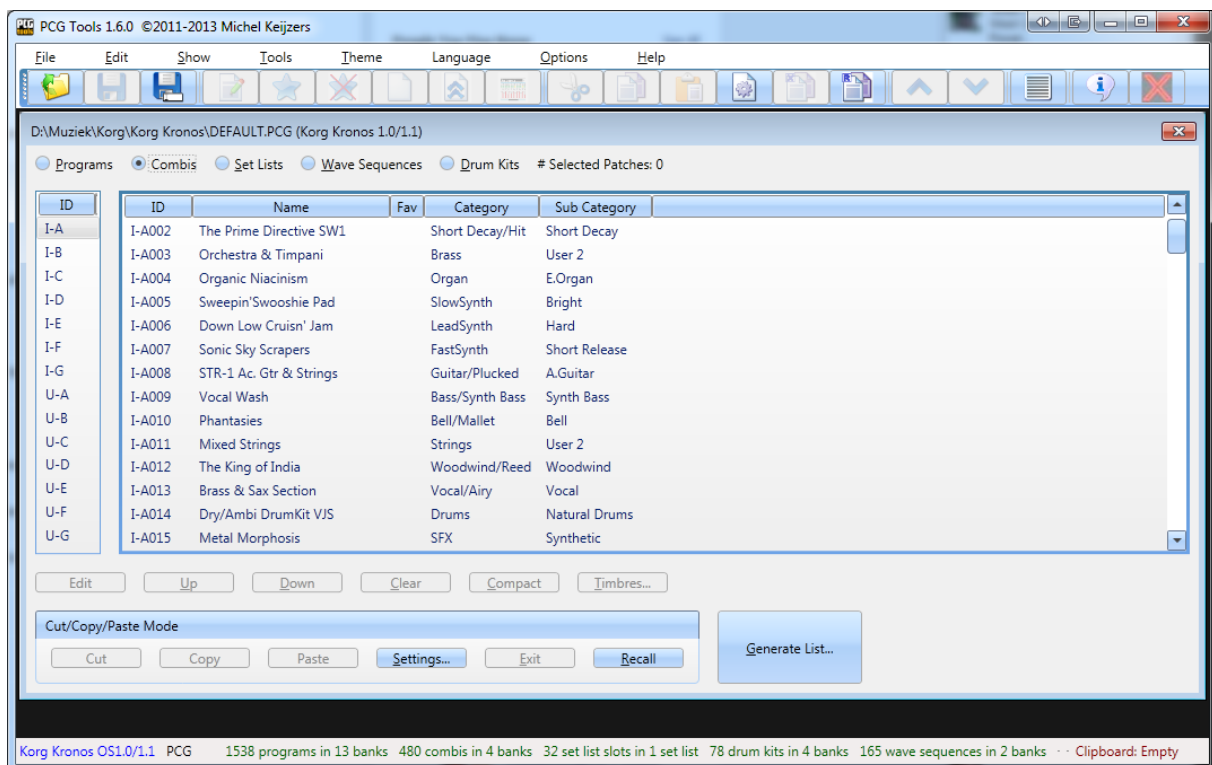 PCG Tools 1.6.0 ©2011-2013 Michel Keijzers
File Edit Show Tools Theme Language Options Help
D:\Muziek\Korg\Korg Kronos\DEFAULT.PCG (Korg Kronos 1.0/1.1)
Programs Combis Set Lists Wave Sequences Drum Kits # Selected Patches: 0
ID ID Name Fav Category Sub Category
I-A I-A002 The Prime Directive SW1 Short Decay/Hit Short Decay
I-B I-A003 Orchestra & Timpani Brass User 2
I-C I-A004 Organic Niacinism Organ E.Organ
I-D I-A005 Sweepin'Swooshie Pad SlowSynth Bright
I-E I-A006 Down Low Cruisn' Jam LeadSynth Hard
I-F I-A007 Sonic Sky Scrapers FastSynth Short Release
I-G I-A008 STR-1 Ac. Gtr & Strings Guitar/Plucked A.Guitar
U-A I-A009 Vocal Wash Bass/Synth Bass Synth Bass
U-B I-A010 Phantasies Bell/Mallet Bell
U-C I-A011 Mixed Strings Strings User 2
U-D I-A012 The King of India Woodwind/Reed Woodwind
U-E I-A013 Brass & Sax Section Vocal/Airy Vocal
U-F I-A014 Dry/Ambi DrumKit VJS Drums Natural Drums
U-G I-A015 Metal Morphosis SFX Synthetic
Edit Up Down Clear Compact Timbres...
Cut/Copy/Paste Mode
Cut Copy Paste Settings... Exit Recall Generate List...
Korg Kronos OS1.0/1.1 PCG 1538 programs in 13 banks 480 combis in 4 banks 32 set list slots in 1 set list 78 drum kits in 4 banks 165 wave sequences in 2 banks Clipboard: Empty